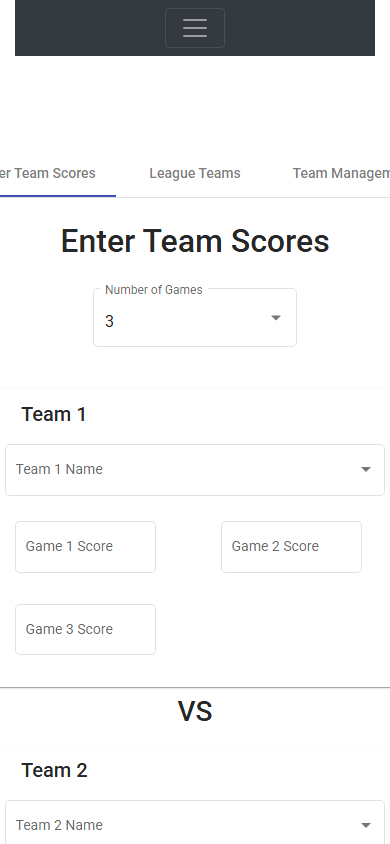 er Team Scores League Teams Team Managem
Enter Team Scores
Number of Games
3
Team 1
Team 1 Name
Game 1 Score Game 2 Score
Game 3 Score
VS
Team 2
Team 2 Name